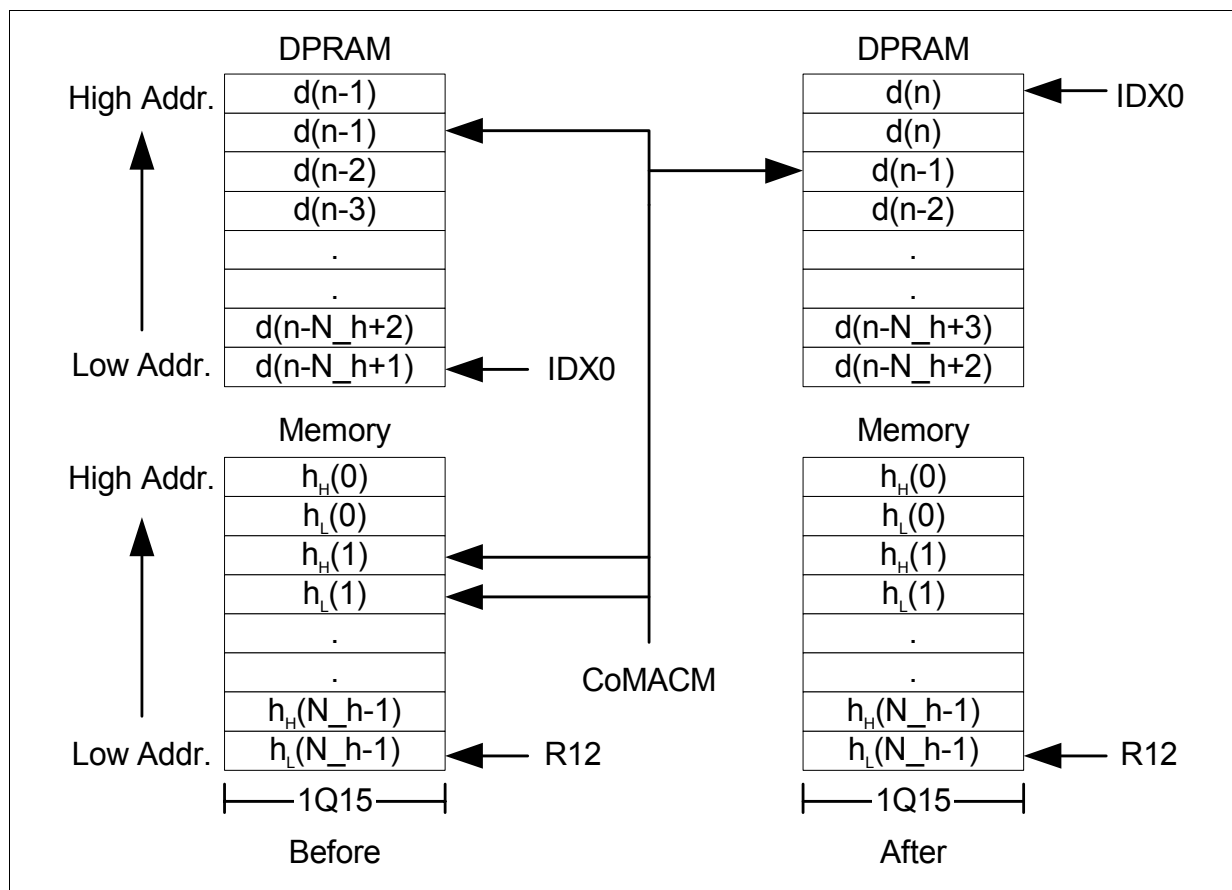 DPRAM
High Addr.
d(n-1)
d(n-1)
d(n-2)
d(n-3)
.
.
d(n-N_h+2)
Low Addr.
d(n-N_h+1)
IDX0
DPRAM
d(n)
IDX0
d(n)
d(n-1)
d(n-2)
.
.
d(n-N_h+3)
d(n-N_h+2)
Memory
High Addr.
hH(0)
hL(0)
hH(1)
hL(1)
.
.
CoMACM
hH(N_h-1)
Low Addr.
hL(N_h-1)
R12
1Q15
Before
Memory
hH(0)
hL(0)
hH(1)
hL(1)
.
.
hH(N_h-1)
hL(N_h-1)
R12
1Q15
After